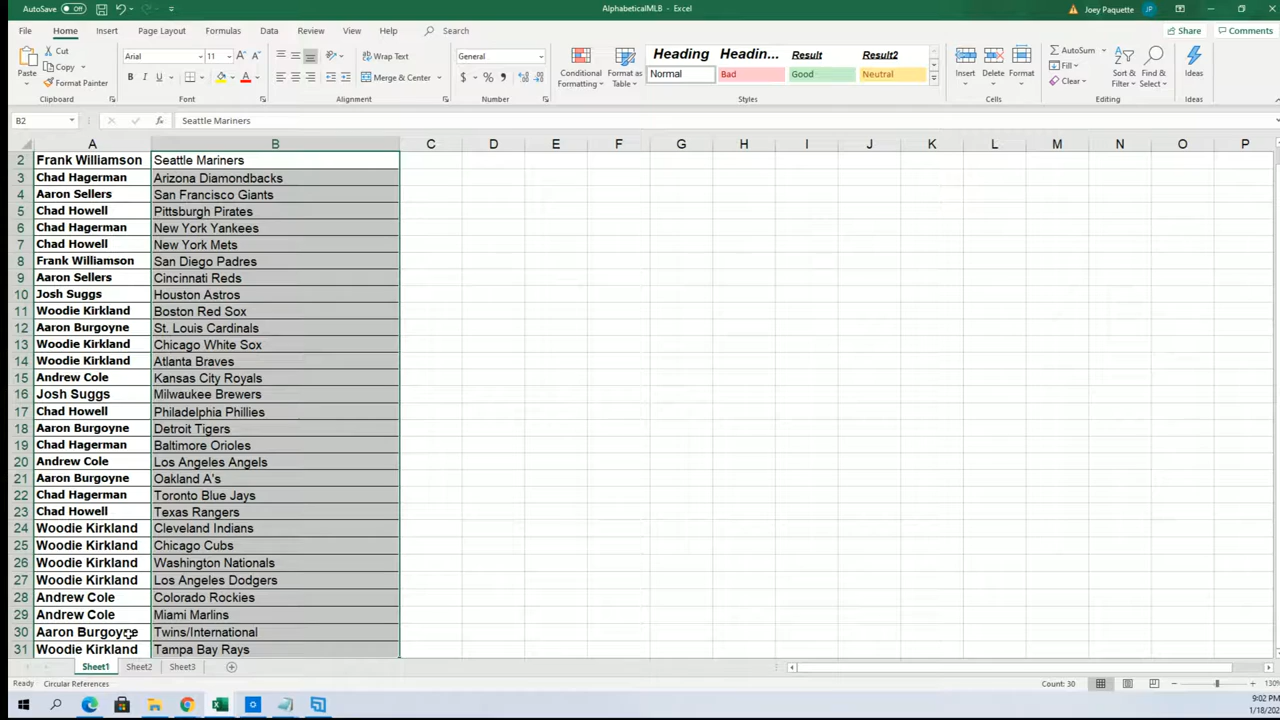 AutoSave Off AlphabeticalMLB - Excel Joey Paquette JP
File Home Insert Page Layout Formulas Data Review View Help Search Share Comments
Paste Cut Copy Format Painter Clipboard
Arial 11 B I U A Font
Wrap Text Merge & Center Alignment
General $ % , Number
Conditional Formatting Format as Table
Heading Headin... Result Result2
Normal Bad Good Neutral
Styles
Insert Delete Format Cells
AutoSum Fill Clear Sort & Filter Find & Select Editing
Ideas Ideas
B2 fx Seattle Mariners
A B C D E F G H I J K L M N O P
2 Frank Williamson Seattle Mariners
3 Chad Hagerman Arizona Diamondbacks
4 Aaron Sellers San Francisco Giants
5 Chad Howell Pittsburgh Pirates
6 Chad Hagerman New York Yankees
7 Chad Howell New York Mets
8 Frank Williamson San Diego Padres
9 Aaron Sellers Cincinnati Reds
10 Josh Suggs Houston Astros
11 Woodie Kirkland Boston Red Sox
12 Aaron Burgoyne St. Louis Cardinals
13 Woodie Kirkland Chicago White Sox
14 Woodie Kirkland Atlanta Braves
15 Andrew Cole Kansas City Royals
16 Josh Suggs Milwaukee Brewers
17 Chad Howell Philadelphia Phillies
18 Aaron Burgoyne Detroit Tigers
19 Chad Hagerman Baltimore Orioles
20 Andrew Cole Los Angeles Angels
21 Aaron Burgoyne Oakland A's
22 Chad Hagerman Toronto Blue Jays
23 Chad Howell Texas Rangers
24 Woodie Kirkland Cleveland Indians
25 Woodie Kirkland Chicago Cubs
26 Woodie Kirkland Washington Nationals
27 Woodie Kirkland Los Angeles Dodgers
28 Andrew Cole Colorado Rockies
29 Andrew Cole Miami Marlins
30 Aaron Burgoyne Twins/International
31 Woodie Kirkland Tampa Bay Rays
Sheet1 Sheet2 Sheet3
Ready Circular References Count: 30 130%
9:02 PM
1/18/202